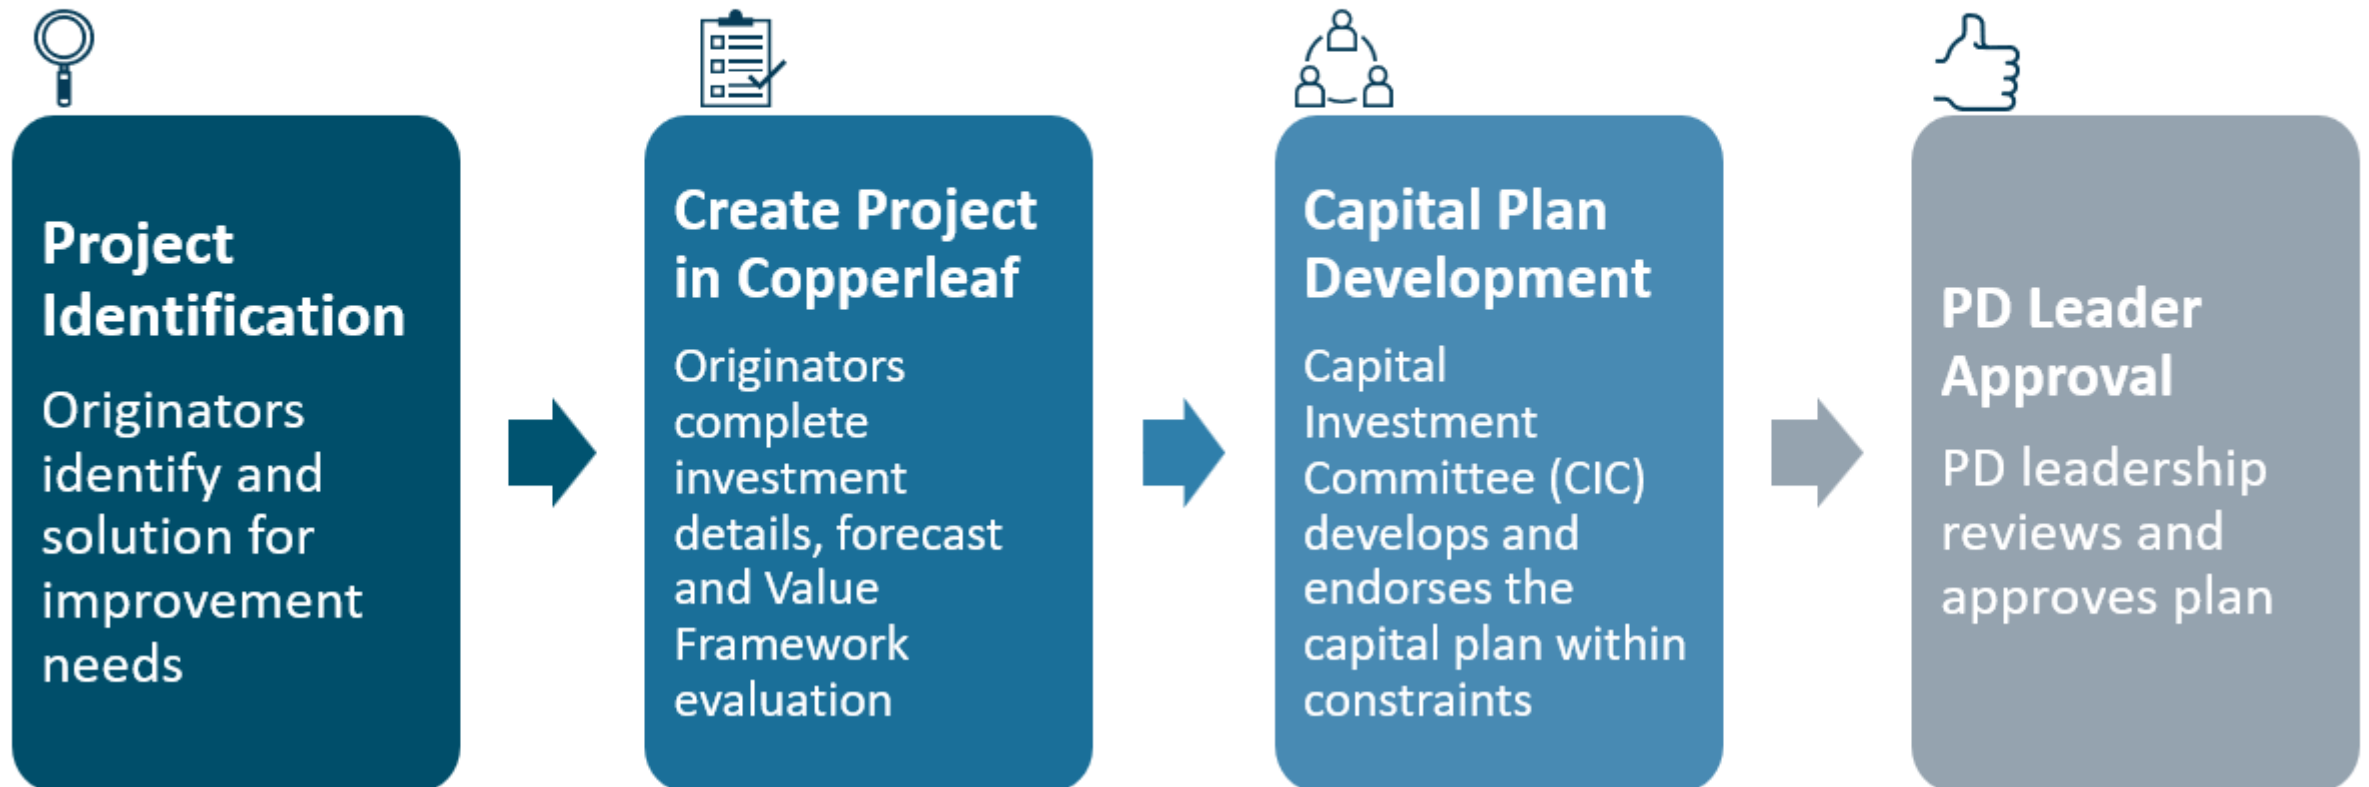 Project
Identification
Originators
identify and
solution for
improvement
needs
Create Project
in Copperleaf
Originators
complete
investment
details, forecast
and Value
Framework
evaluation
Capital Plan
Development
Capital
Investment
Committee (CIC)
develops and
endorses the
capital plan within
constraints
PD Leader
Approval
PD leadership
reviews and
approves plan